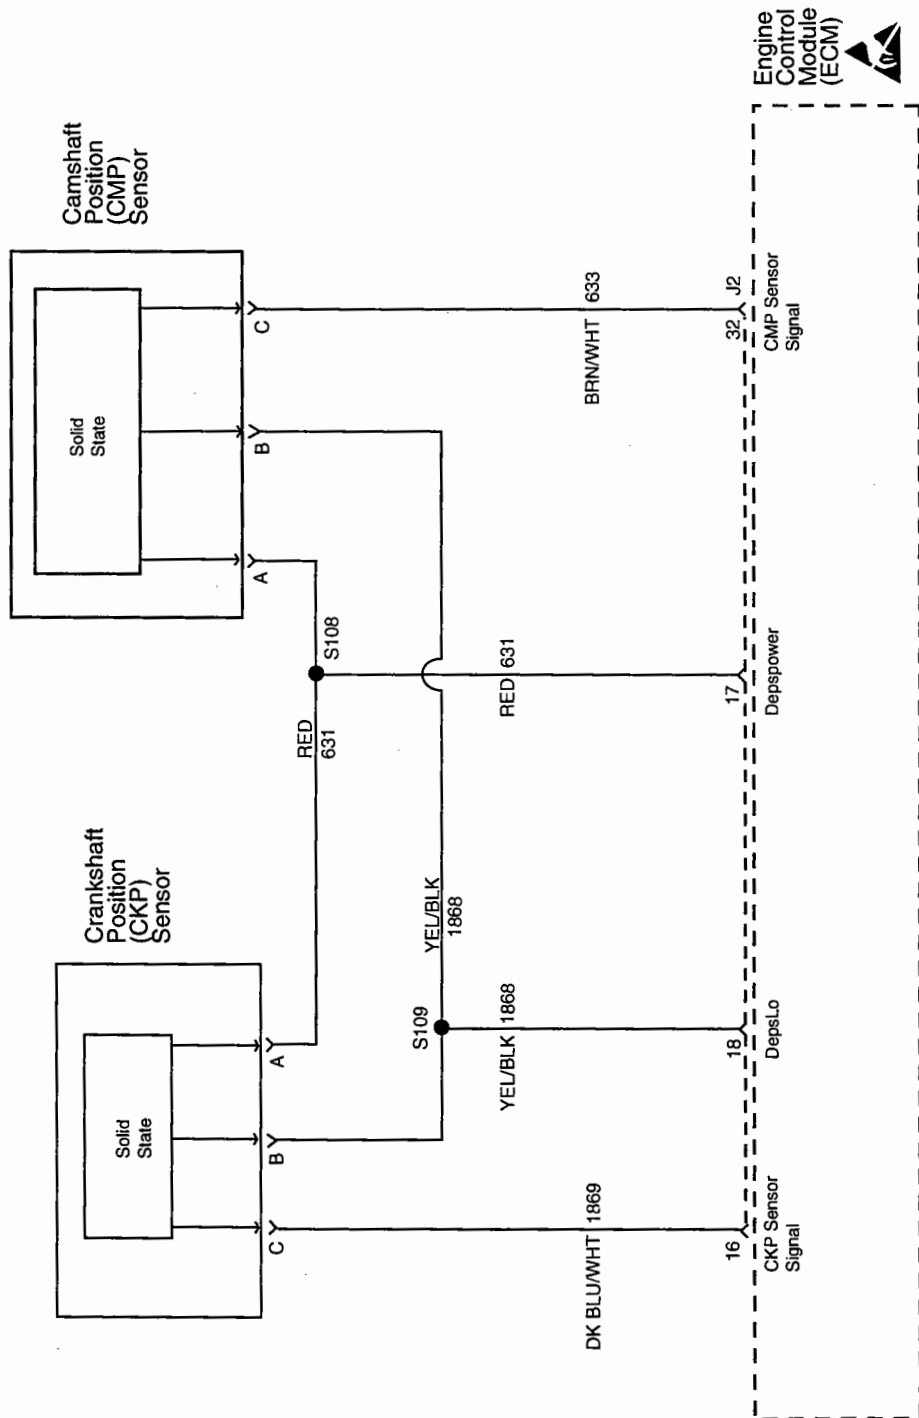 Engine
Control
Module
(ECM)
Camshaft
Position
(CMP)
Sensor
Solid
State
C
B
A
BRN/WHT 633
32
J2
CMP Sensor
Signal
S108
RED
631
RED 631
17
Depspower
Crankshaft
Position
(CKP)
Sensor
Solid
State
A
B
C
YEL/BLK
1868
S109
YEL/BLK 1868
18
DepsLo
DK BLU/WHT 1869
16
CKP Sensor
Signal